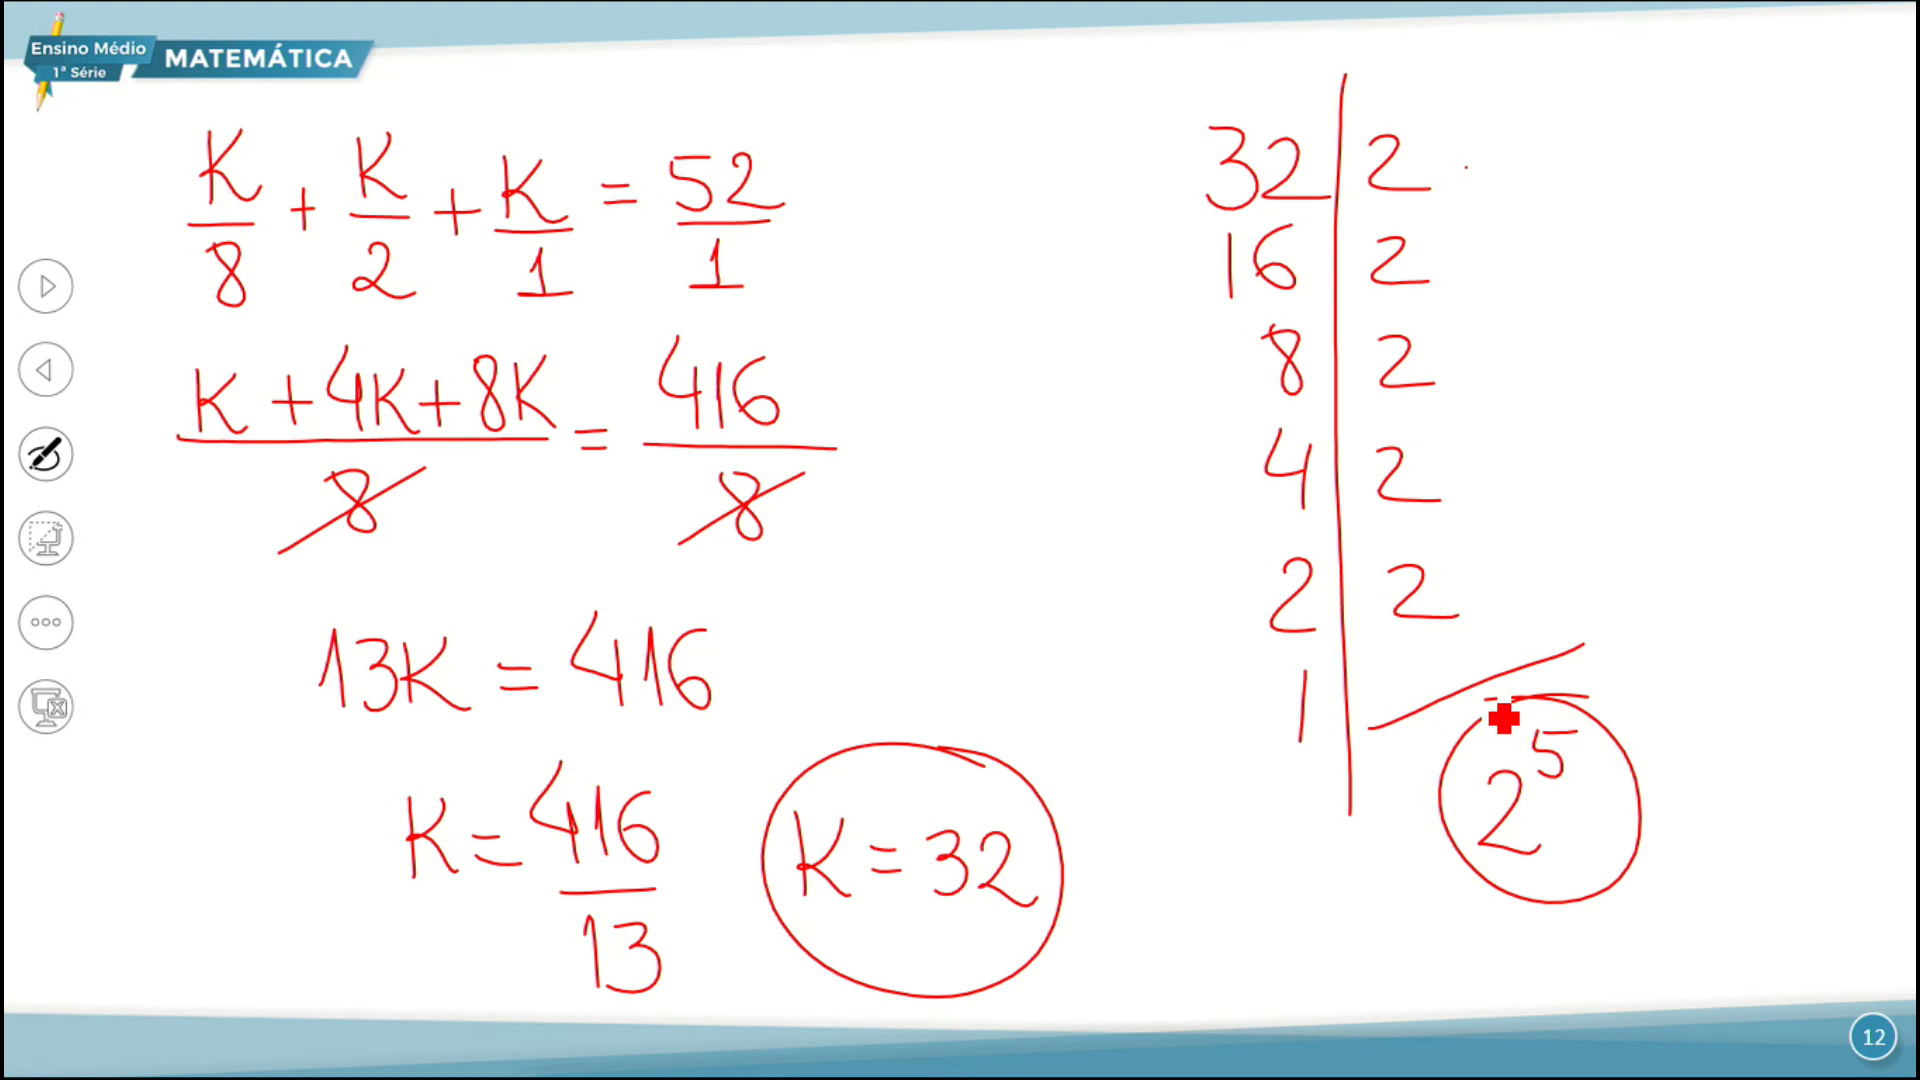 Ensino Médio
1ª Série
MATEMÁTICA
K/8 + K/2 + K/1 = 52/1
K + 4K + 8K / 8 = 416 / 8
13K = 416
K = 416/13
K = 32
32 | 2
16 | 2
8 | 2
4 | 2
2 | 2
1
2⁵
12